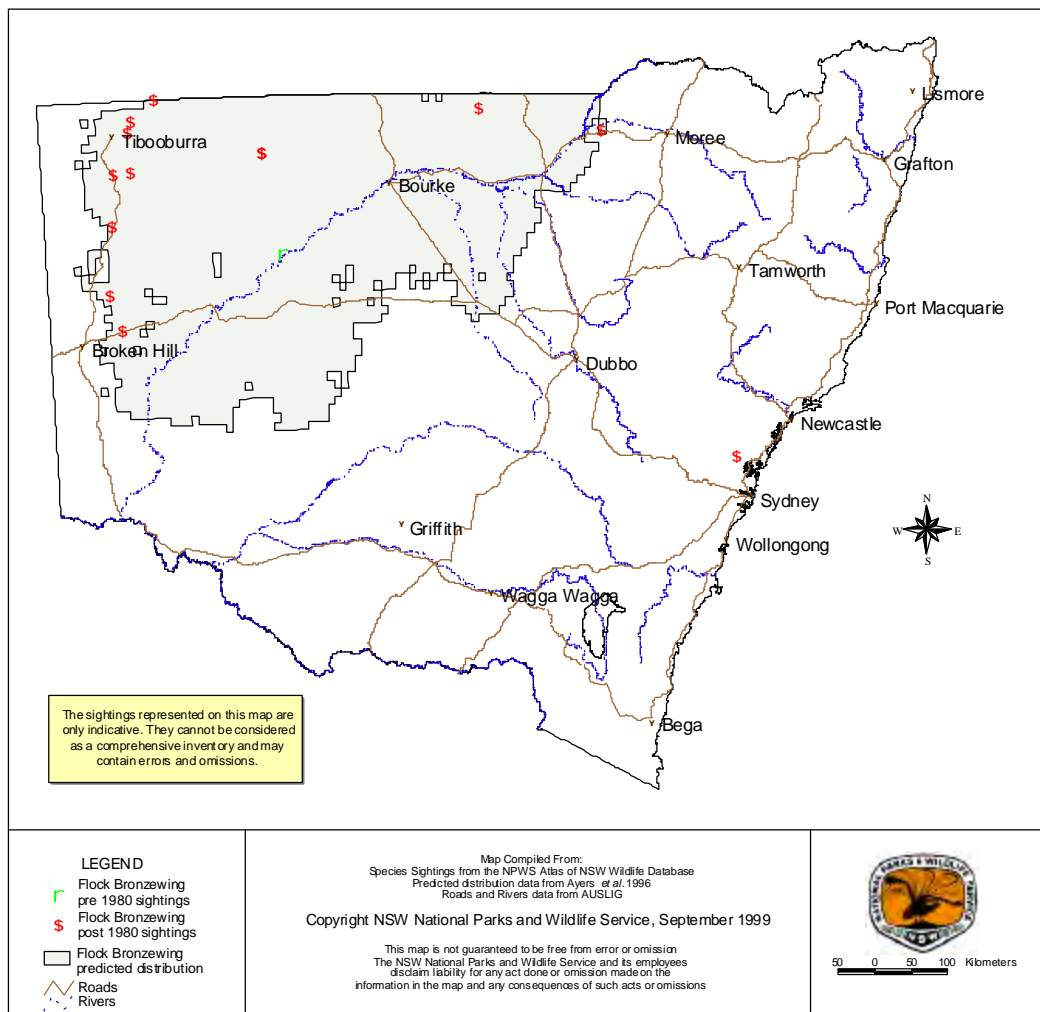 Lismore
Tibooburra
Moree
Grafton
Bourke
Tamworth
Port Macquarie
Broken Hill
Dubbo
Newcastle
Sydney
Griffith
Wollongong
N
W E
S
Wagga Wagga
Bega
The sightings represented on this map are
only indicative. They cannot be considered
as a comprehensive inventory and may
contain errors and omissions.
LEGEND
r Flock Bronzewing
pre 1980 sightings
$ Flock Bronzewing
post 1980 sightings
Flock Bronzewing
predicted distribution
Roads
Rivers
Map Compiled From:
Species Sightings from the NPWS Atlas of NSW Wildlife Database
Predicted distribution data from Ayers et al. 1996
Roads and Rivers data from AUSLIG
Copyright NSW National Parks and Wildlife Service, September 1999
This map is not guaranteed to be free from error or omission
The NSW National Parks and Wildlife Service and its employees
disclaim liability for any act done or omission made on the
information in the map and any consequences of such acts or omissions
NATIONAL PARKS & WILDLIFE SERVICE
50 0 50 100 Kilometers